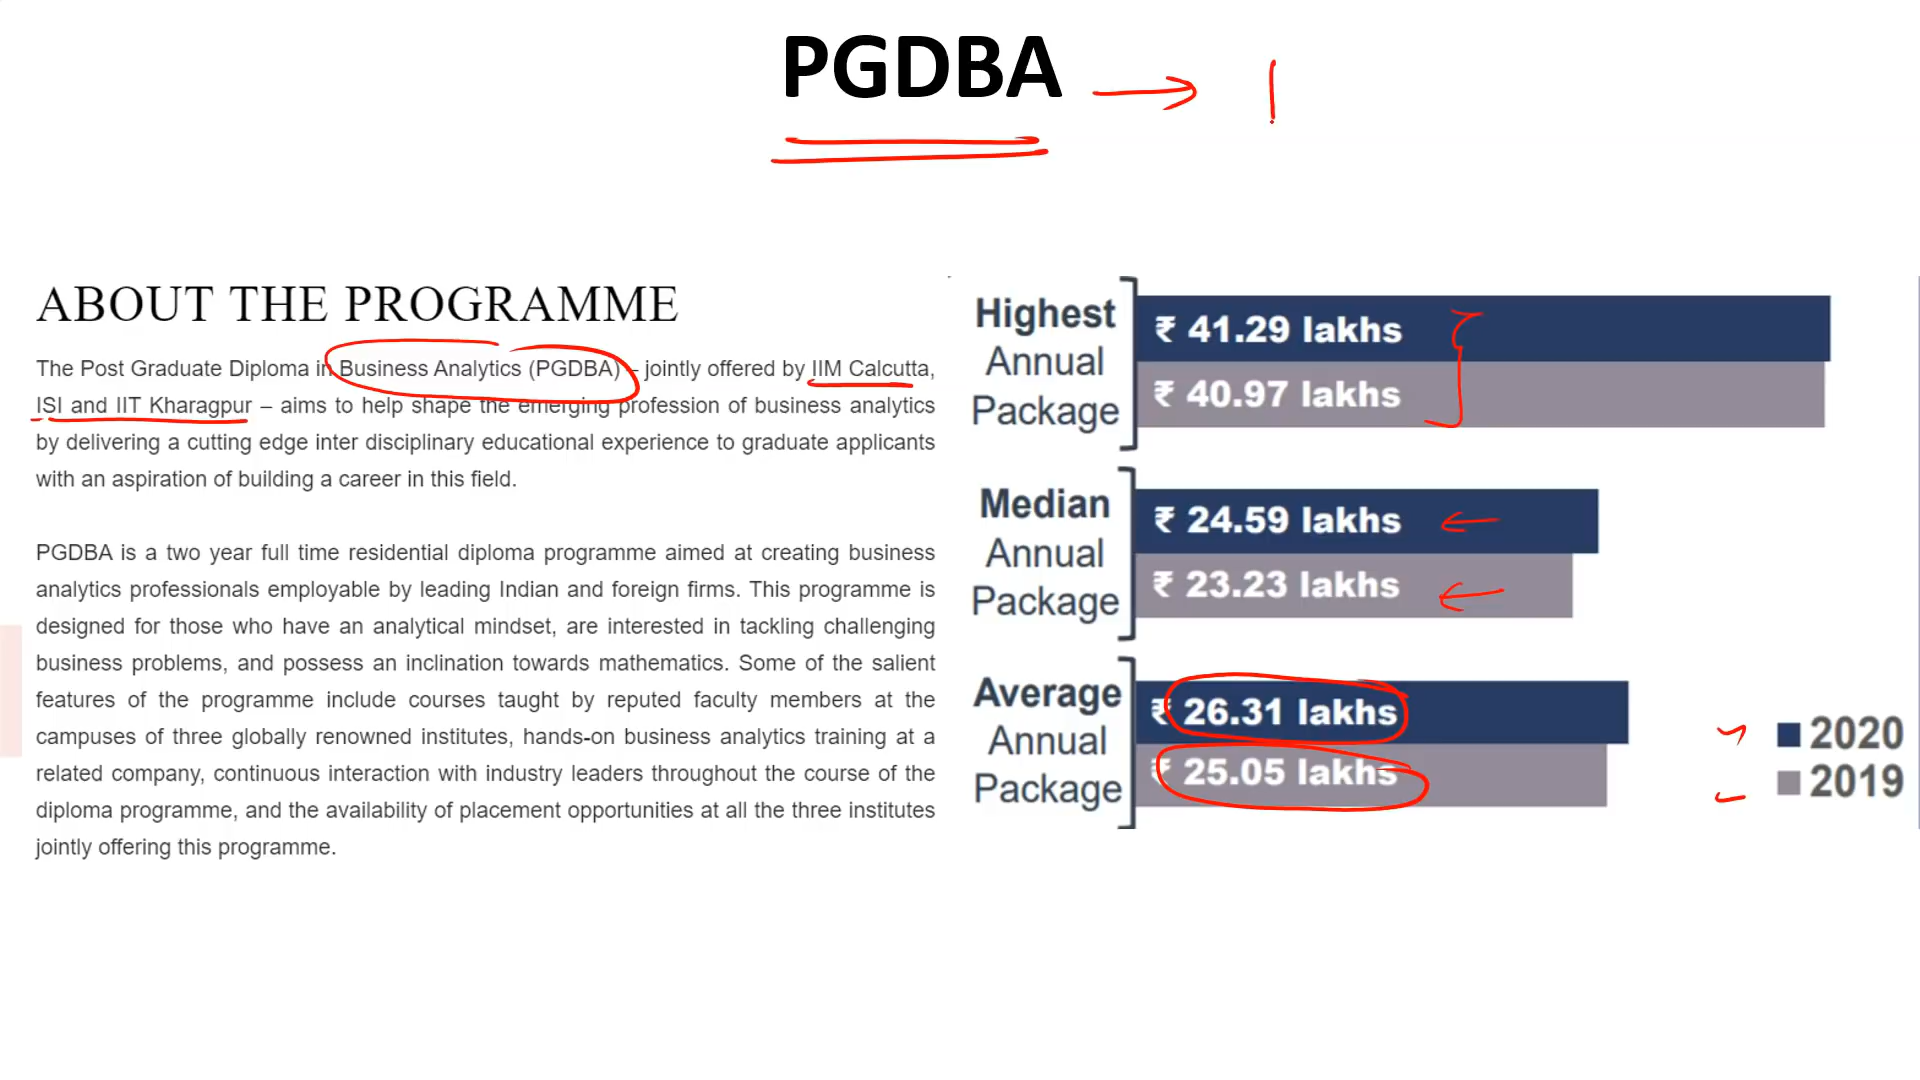 PGDBA
ABOUT THE PROGRAMME
The Post Graduate Diploma in Business Analytics (PGDBA) – jointly offered by IIM Calcutta,
ISI and IIT Kharagpur – aims to help shape the emerging profession of business analytics
by delivering a cutting edge inter disciplinary educational experience to graduate applicants
with an aspiration of building a career in this field.
PGDBA is a two year full time residential diploma programme aimed at creating business
analytics professionals employable by leading Indian and foreign firms. This programme is
designed for those who have an analytical mindset, are interested in tackling challenging
business problems, and possess an inclination towards mathematics. Some of the salient
features of the programme include courses taught by reputed faculty members at the
campuses of three globally renowned institutes, hands-on business analytics training at a
related company, continuous interaction with industry leaders throughout the course of the
diploma programme, and the availability of placement opportunities at all the three institutes
jointly offering this programme.
Highest
Annual
Package
₹ 41.29 lakhs
₹ 40.97 lakhs
Median
Annual
Package
₹ 24.59 lakhs
₹ 23.23 lakhs
Average
Annual
Package
₹ 26.31 lakhs
₹ 25.05 lakhs
2020
2019